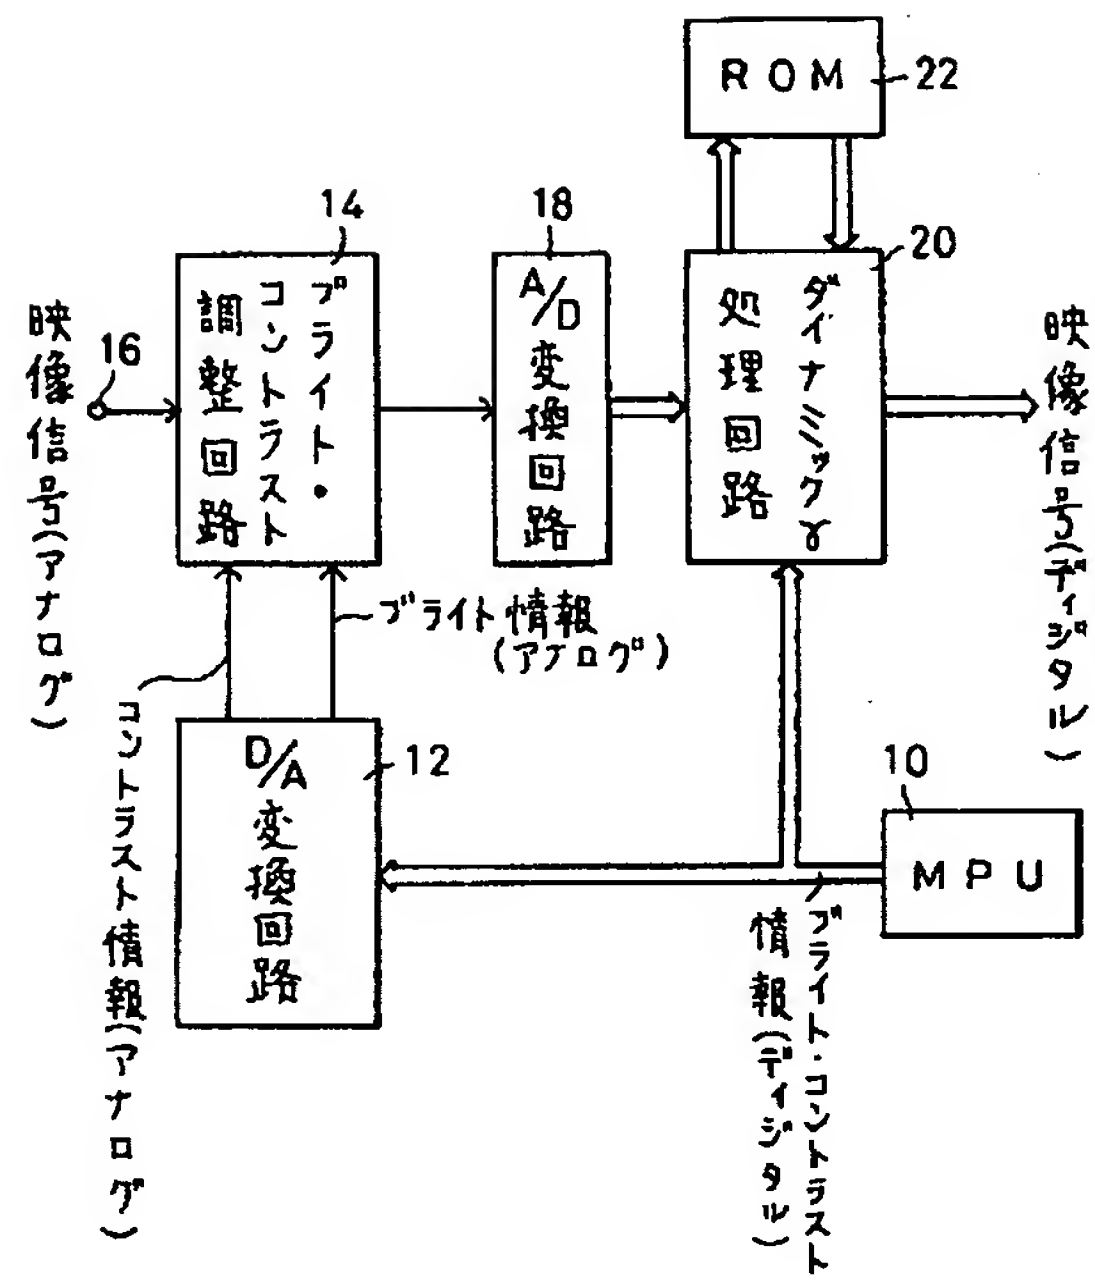 ROM
22
14
18
20
16
映像信号(アナログ)
ブライト・
コントラスト
調整回路
A/D変換回路
ダイナミックγ
処理回路
映像信号(ディジタル)
ブライト情報
(アナログ)
コントラスト情報(アナログ)
D/A変換回路
12
10
MPU
ブライト・コントラスト
情報(ディジタル)